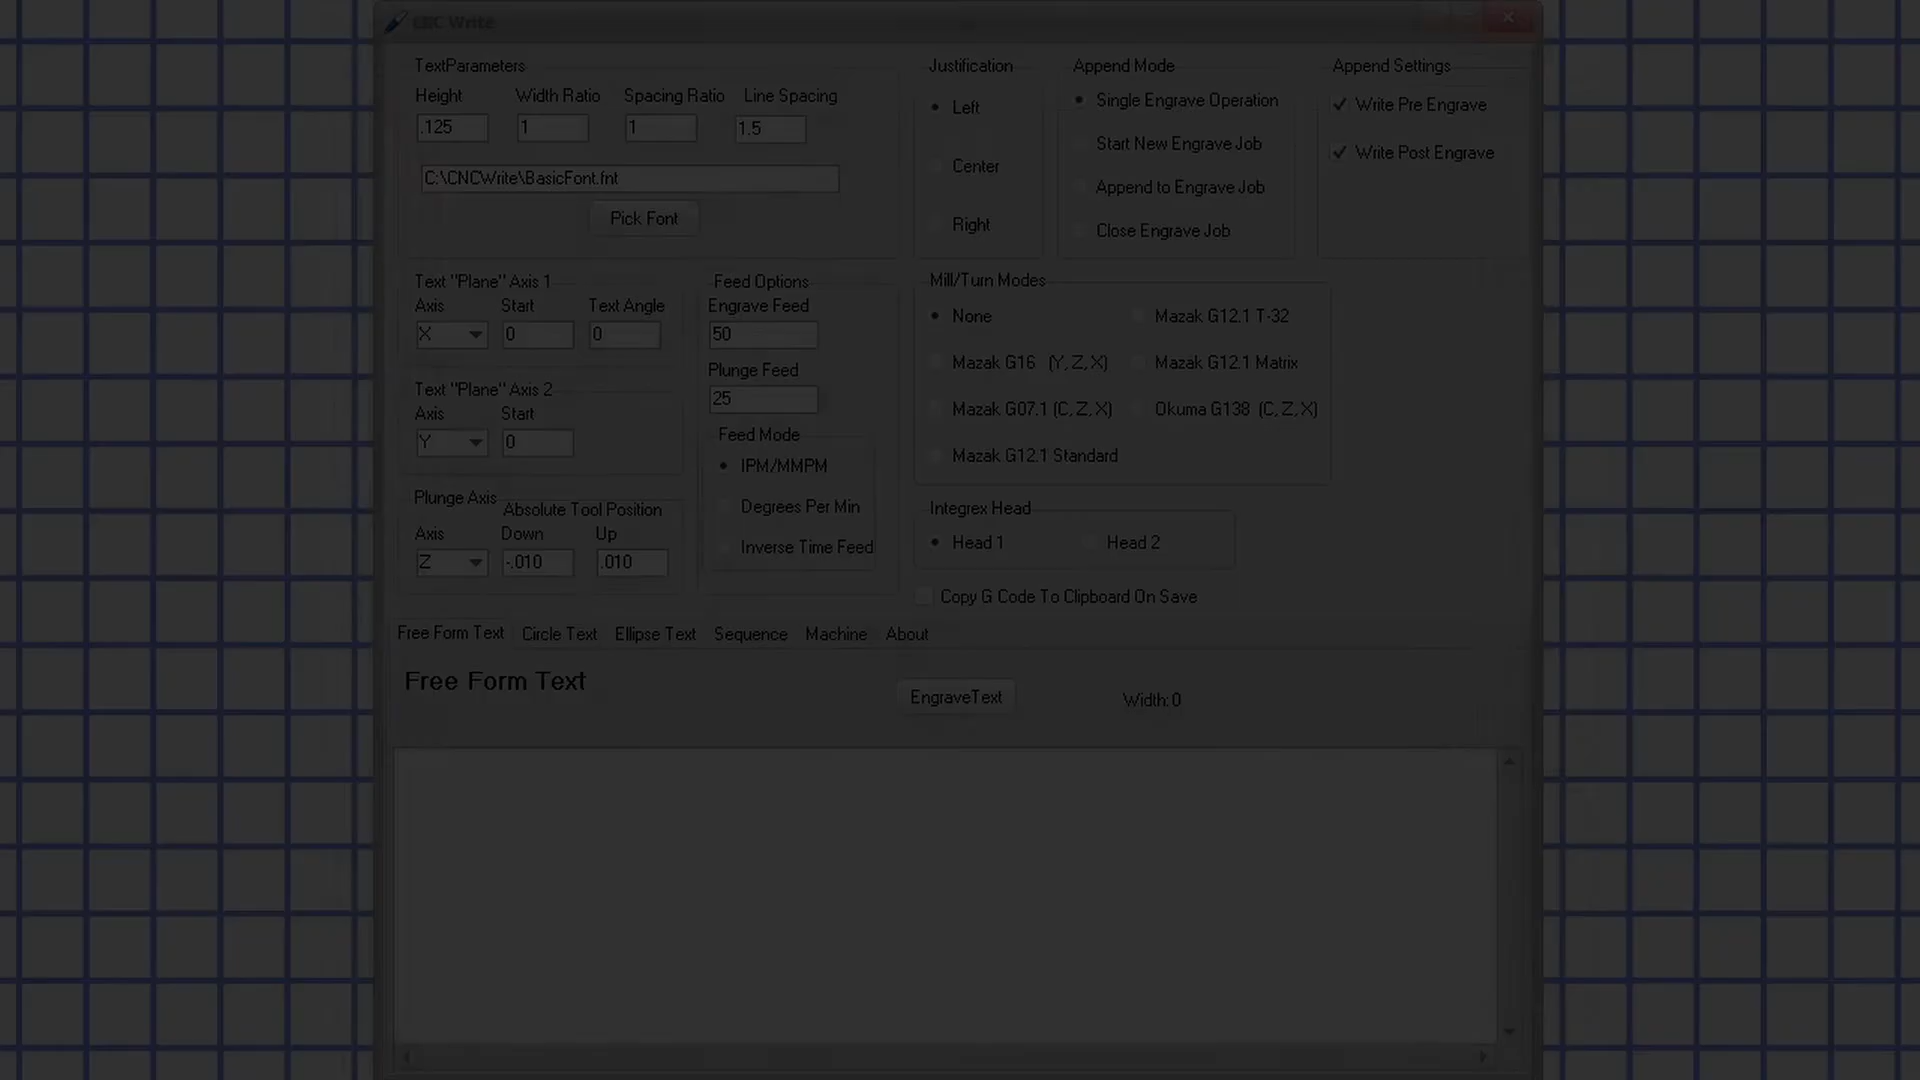 Write
TextParameters
Height Width Ratio Spacing Ratio Line Spacing
.125 1 1 1.5
C:\CNCWrite\BasicFont.fnt
Pick Font
Justification
Left
Center
Right
Append Mode
Single Engrave Operation
Start New Engrave Job
Append to Engrave Job
Close Engrave Job
Append Settings
Write Pre Engrave
Write Post Engrave
Text "Plane" Axis 1
Axis Start Text Angle
X 0 0
Text "Plane" Axis 2
Axis Start
Y 0
Plunge Axis
Absolute Tool Position
Axis Down Up
Z -.010 .010
Feed Options
Engrave Feed
50
Plunge Feed
25
Feed Mode
IPM/MMPM
Degrees Per Min
Inverse Time Feed
Mill/Turn Modes
None Mazak G12.1 T-32
Mazak G16 (Y, Z, X) Mazak G12.1 Matrix
Mazak G07.1 (C, Z, X) Okuma G138 (C, Z, X)
Mazak G12.1 Standard
Integrex Head
Head 1 Head 2
Copy G Code To Clipboard On Save
Free Form Text Circle Text Ellipse Text Sequence Machine About
Free Form Text
EngraveText
Width: 0